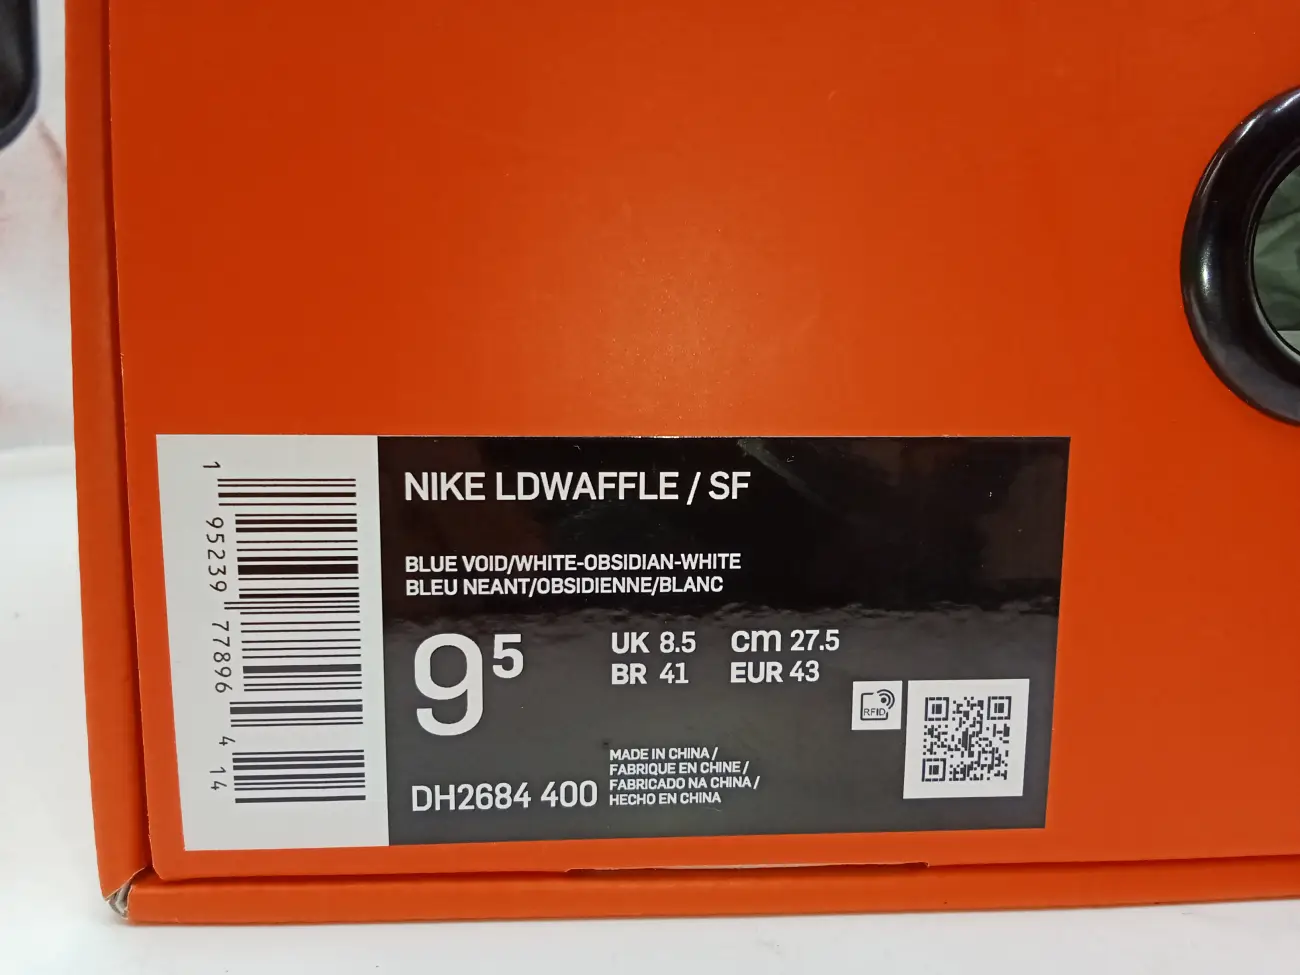 NIKE LDWAFFLE / SF
BLUE VOID/WHITE-OBSIDIAN-WHITE
BLEU NEANT/OBSIDIENNE/BLANC
9⁵
UK 8.5 cm 27.5
BR 41 EUR 43
RFID
MADE IN CHINA /
FABRIQUE EN CHINE /
FABRICADO NA CHINA /
HECHO EN CHINA
DH2684 400
1 95239 77896 4 14